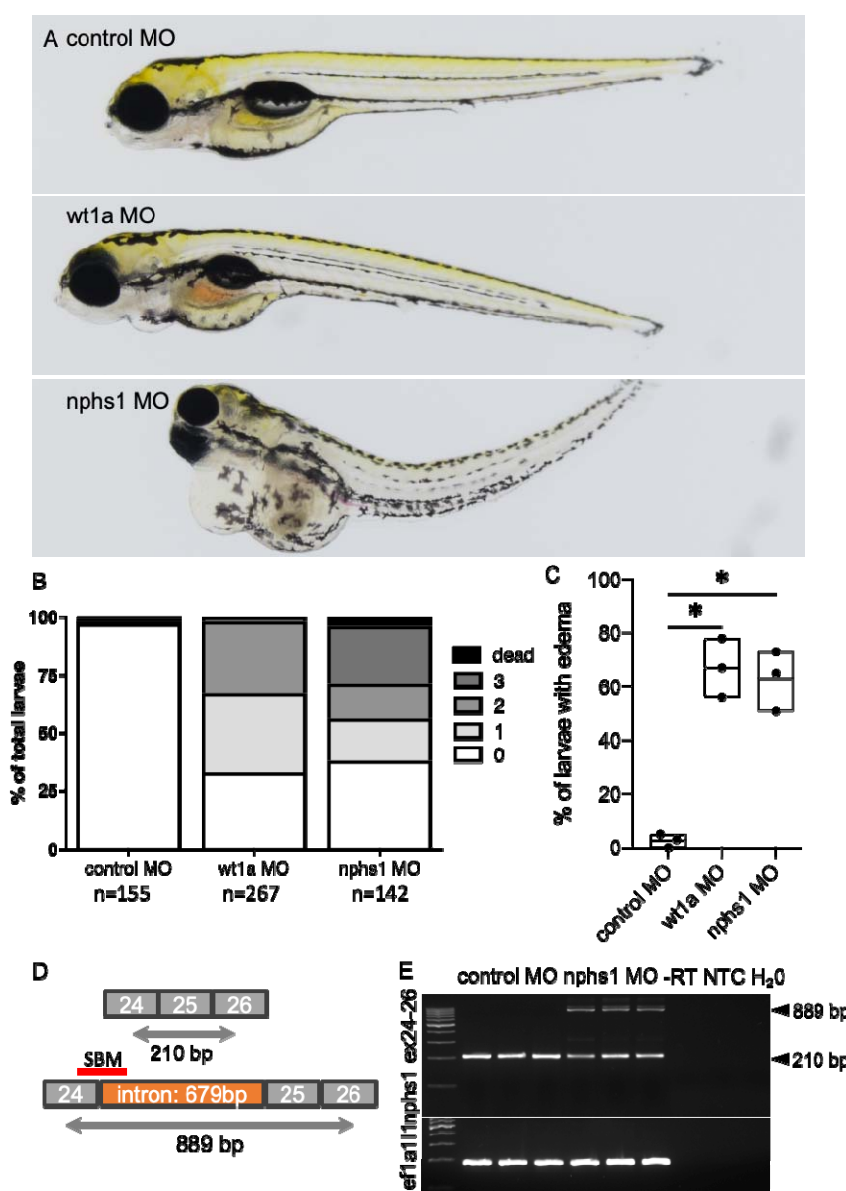 A control MO
wt1a MO
nphs1 MO
B
% of total larvae
100
75
50
25
0
control MO
n=155
wt1a MO
n=267
nphs1 MO
n=142
dead
3
2
1
0
C
% of larvae with edema
100
80
60
40
20
0
*
*
control MO
wt1a MO
nphs1 MO
D
24 25 26
210 bp
SBM
24 intron: 679bp 25 26
889 bp
E
control MO nphs1 MO -RT NTC H₂0
nphs1 ex24-26
889 bp
210 bp
ef1a1l1